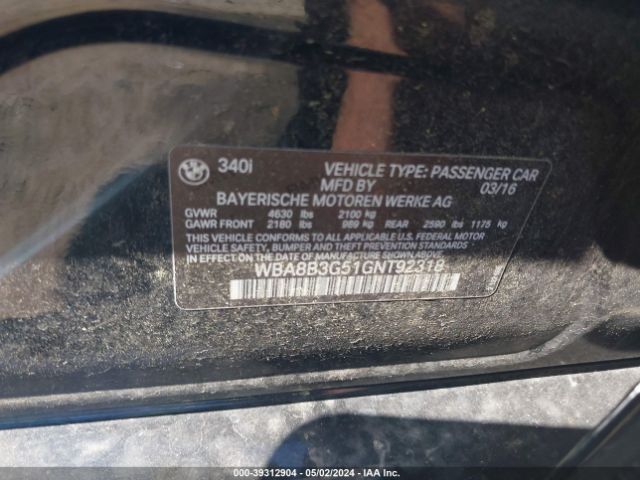 340i VEHICLE TYPE: PASSENGER CAR
MFD BY 03/16
BAYERISCHE MOTOREN WERKE AG
GVWR 4630 lbs 2100 kg
GAWR FRONT 2180 lbs 989 kg REAR 2590 lbs 1175 kg
THIS VEHICLE CONFORMS TO ALL APPLICABLE U.S. FEDERAL MOTOR
VEHICLE SAFETY, BUMPER AND THEFT PREVENTION STANDARDS
IN EFFECT ON THE DATE OF MANUFACTURE SHOWN ABOVE.
WBA8B3G51GNT92318
000-39312904 - 05/02/2024 - IAA Inc.